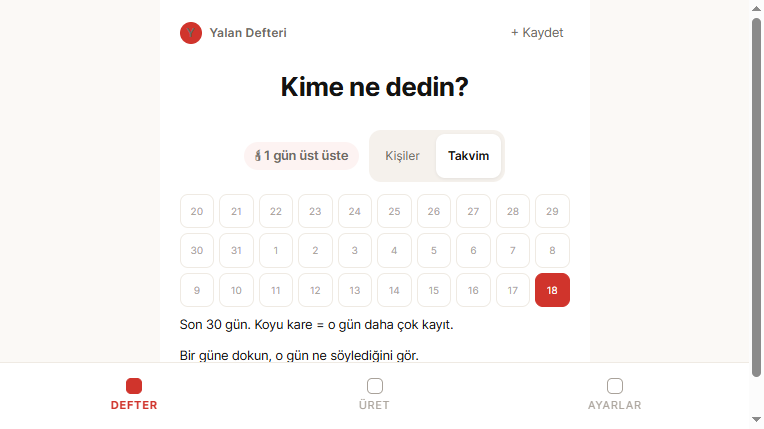 Y Yalan Defteri + Kaydet
Kime ne dedin?
1 gün üst üste Kişiler Takvim
20 21 22 23 24 25 26 27 28 29
30 31 1 2 3 4 5 6 7 8
9 10 11 12 13 14 15 16 17 18
Son 30 gün. Koyu kare = o gün daha çok kayıt.
Bir güne dokun, o gün ne söylediğini gör.
DEFTER ÜRET AYARLAR